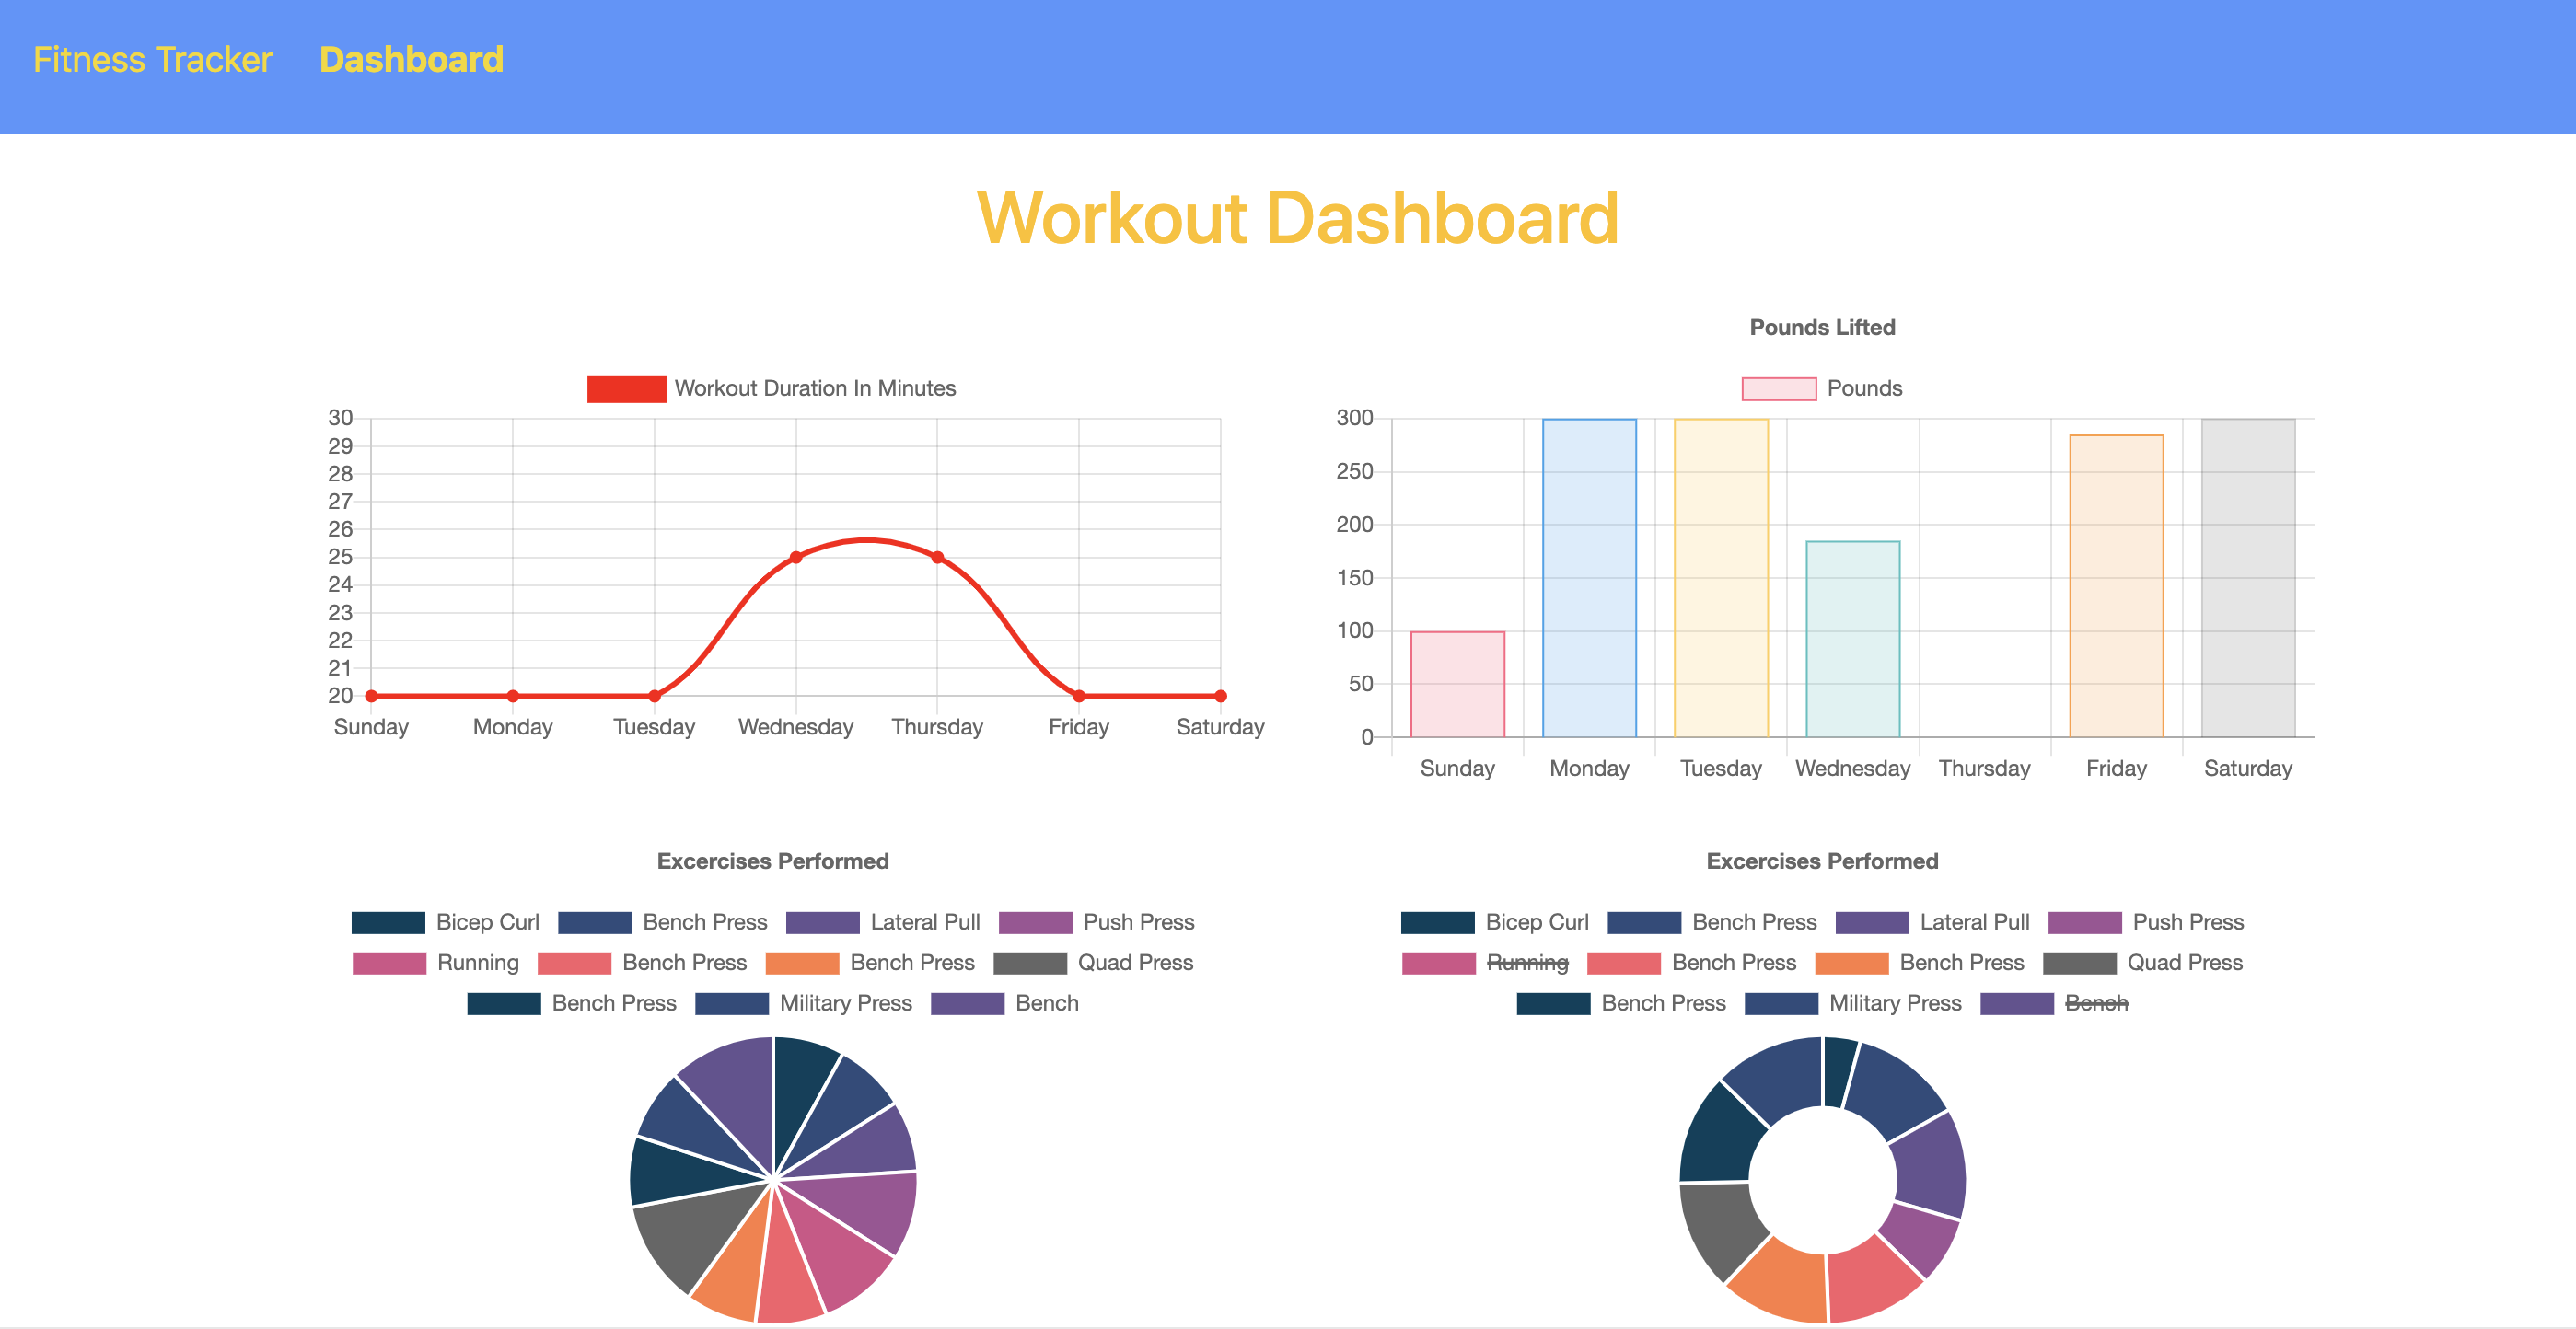 Fitness Tracker Dashboard
Workout Dashboard
Workout Duration In Minutes
30
29
28
27
26
25
24
23
22
21
20
Sunday Monday Tuesday Wednesday Thursday Friday Saturday
Pounds Lifted
Pounds
300
250
200
150
100
50
0
Sunday Monday Tuesday Wednesday Thursday Friday Saturday
Excercises Performed
Bicep Curl Bench Press Lateral Pull Push Press
Running Bench Press Bench Press Quad Press
Bench Press Military Press Bench
Excercises Performed
Bicep Curl Bench Press Lateral Pull Push Press
Running Bench Press Bench Press Quad Press
Bench Press Military Press Bench